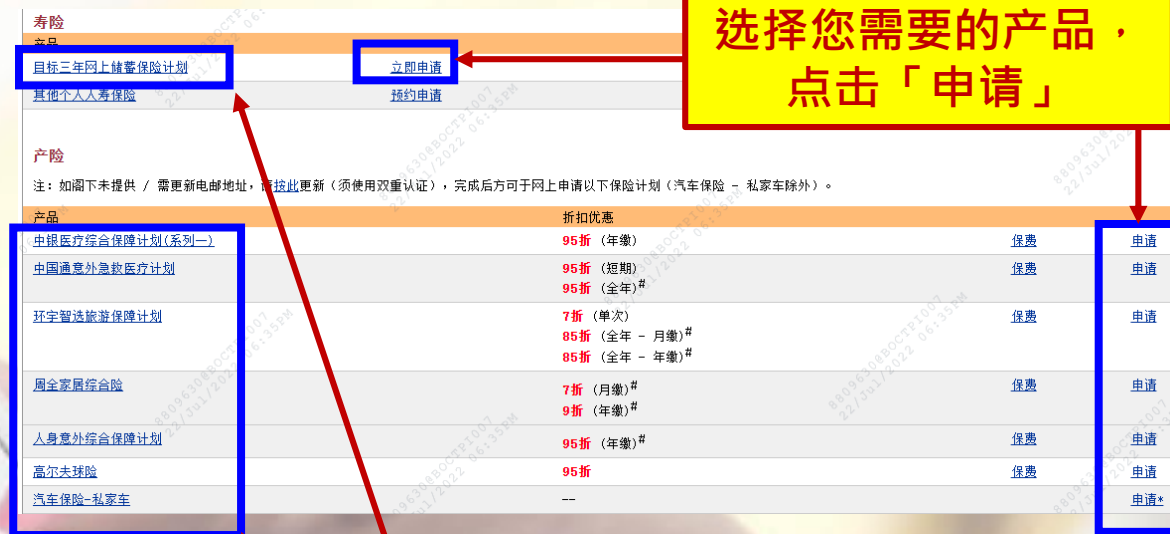 寿险
选择您需要的产品，
点击「申请」
产品
目标三年网上储蓄保险计划 立即申请
其他个人人寿保险 预约申请
产险
注：如阁下未提供 / 需更新电邮地址，请按此更新（须使用双重认证），完成后方可于网上申请以下保险计划（汽车保险 - 私家车除外）。
产品 折扣优惠
中银医疗综合保障计划(系列一) 95折 (年缴) 保费 申请
中国通意外急救医疗计划 95折 (短期) 保费 申请
95折 (全年)#
环宇智选旅游保障计划 7折 (单次) 保费 申请
85折 (全年 - 月缴)#
85折 (全年 - 年缴)#
周全家居综合险 7折 (月缴)# 保费 申请
9折 (年缴)#
人身意外综合保障计划 95折 (年缴)# 保费 申请
高尔夫球险 95折 保费 申请
汽车保险-私家车 -- 申请*